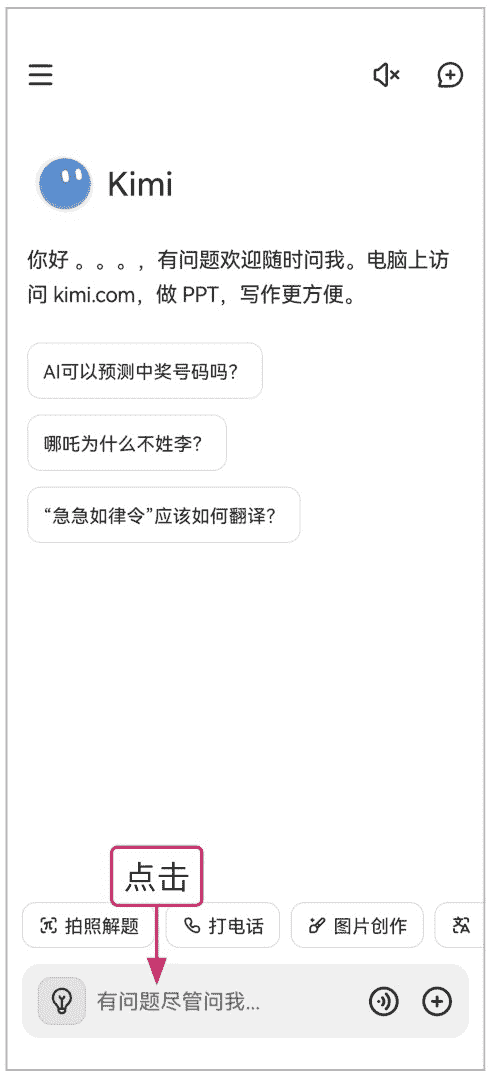 Kimi
你好 。。。，有问题欢迎随时问我。电脑上访
问 kimi.com，做 PPT，写作更方便。
AI可以预测中奖号码吗？
哪吒为什么不姓李？
“急急如律令”应该如何翻译？
点击
拍照解题 打电话 图片创作
有问题尽管问我...